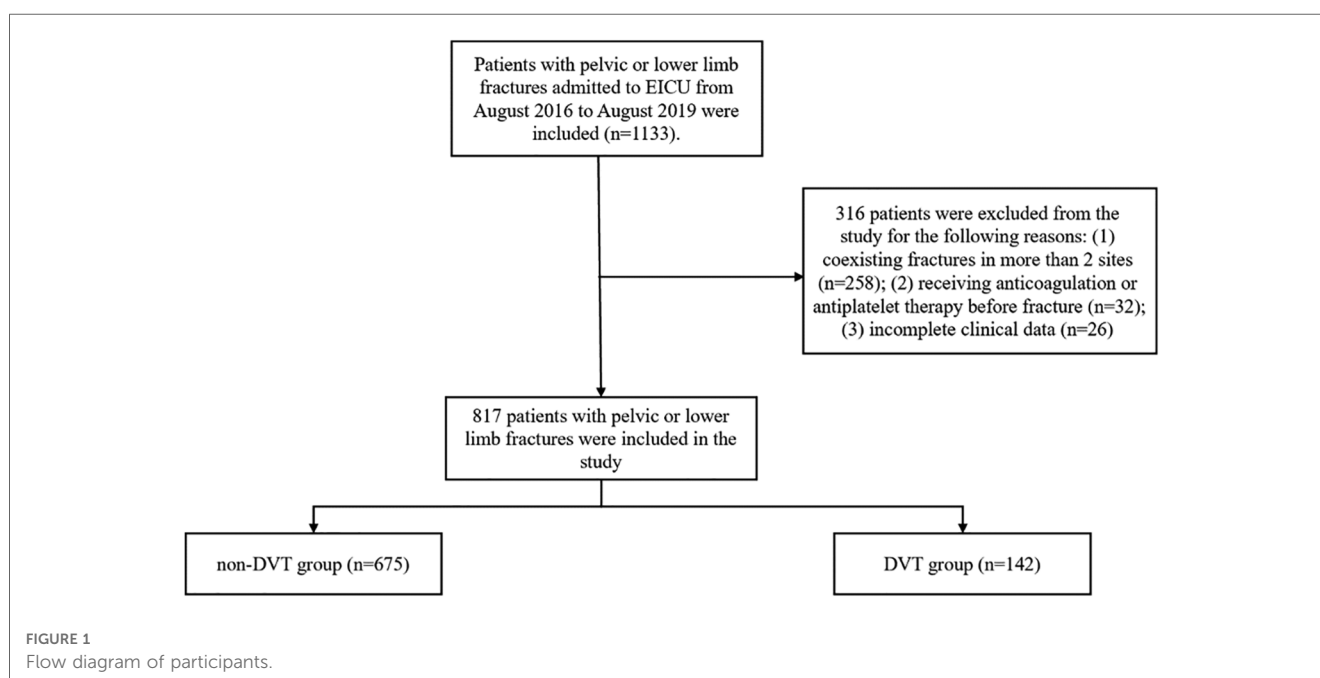 Patients with pelvic or lower limb
fractures admitted to EICU from
August 2016 to August 2019 were
included (n=1133).
316 patients were excluded from the
study for the following reasons: (1)
coexisting fractures in more than 2 sites
(n=258); (2) receiving anticoagulation or
antiplatelet therapy before fracture (n=32);
(3) incomplete clinical data (n=26)
817 patients with pelvic or lower
limb fractures were included in the
study
non-DVT group (n=675)
DVT group (n=142)
FIGURE 1
Flow diagram of participants.